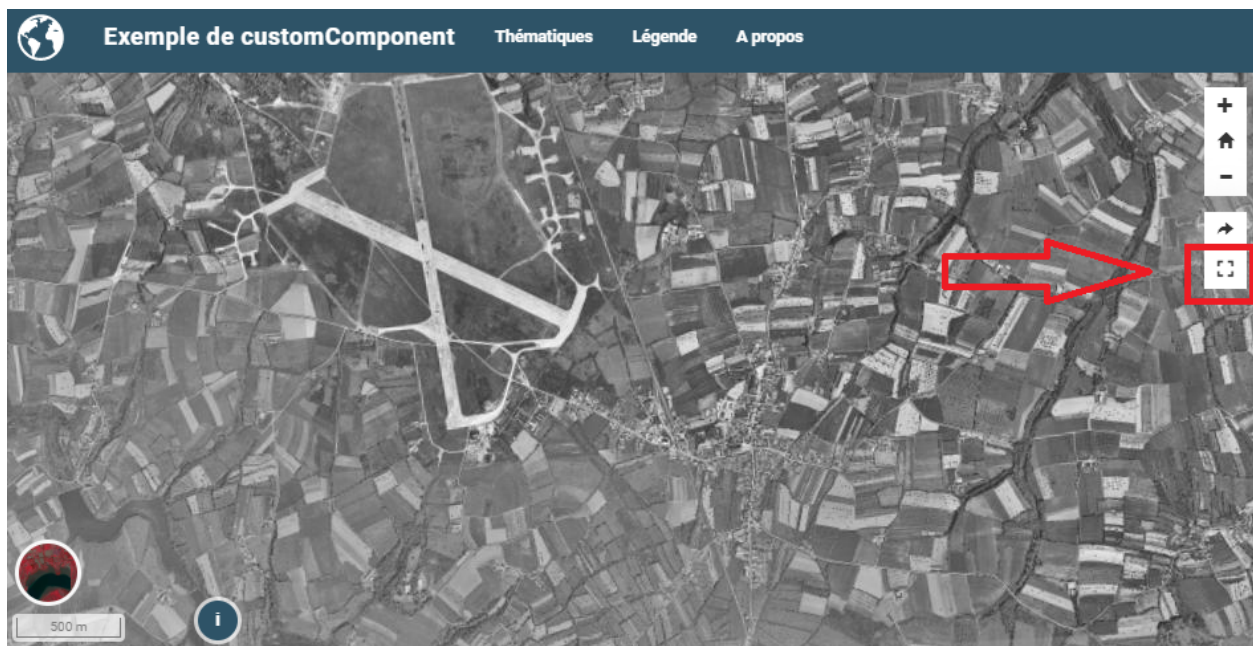 Exemple de customComponent
Thématiques
Légende
A propos
+
-
500 m
i